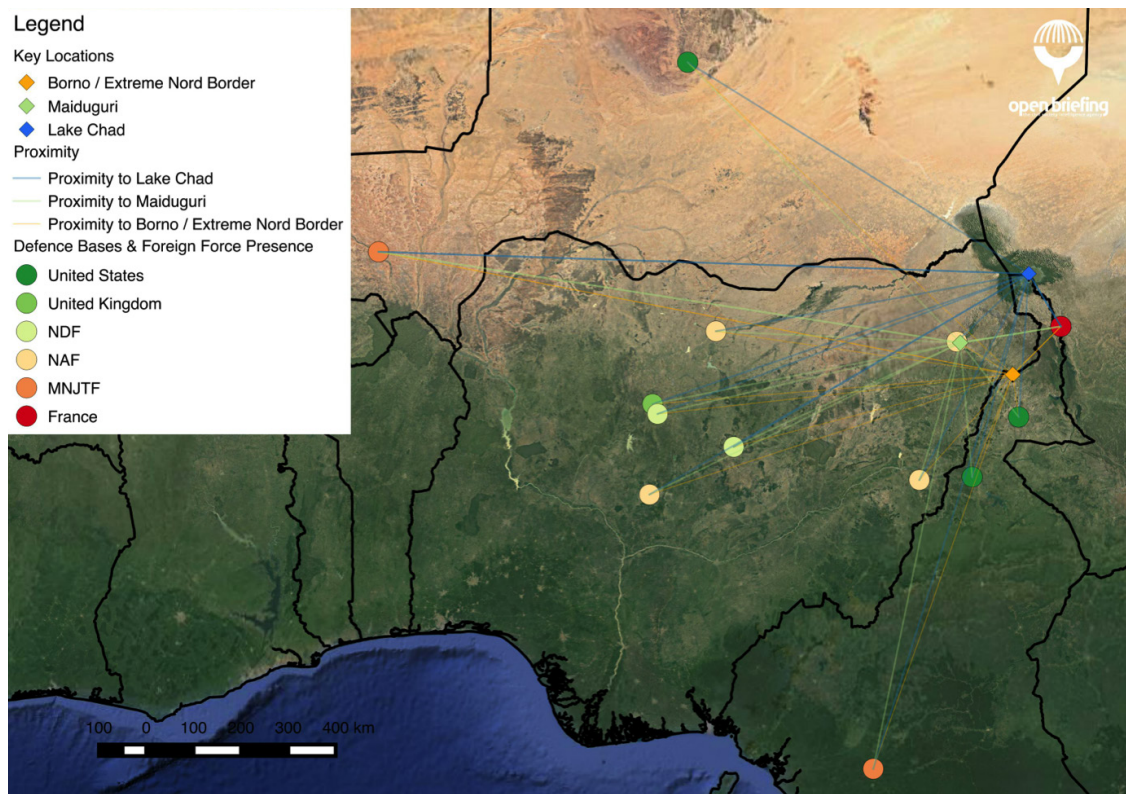 Legend
Key Locations
Borno / Extreme Nord Border
Maiduguri
Lake Chad
Proximity
Proximity to Lake Chad
Proximity to Maiduguri
Proximity to Borno / Extreme Nord Border
Defence Bases & Foreign Force Presence
United States
United Kingdom
NDF
NAF
MNJTF
France
open briefing
100 0 100 200 300 400 km